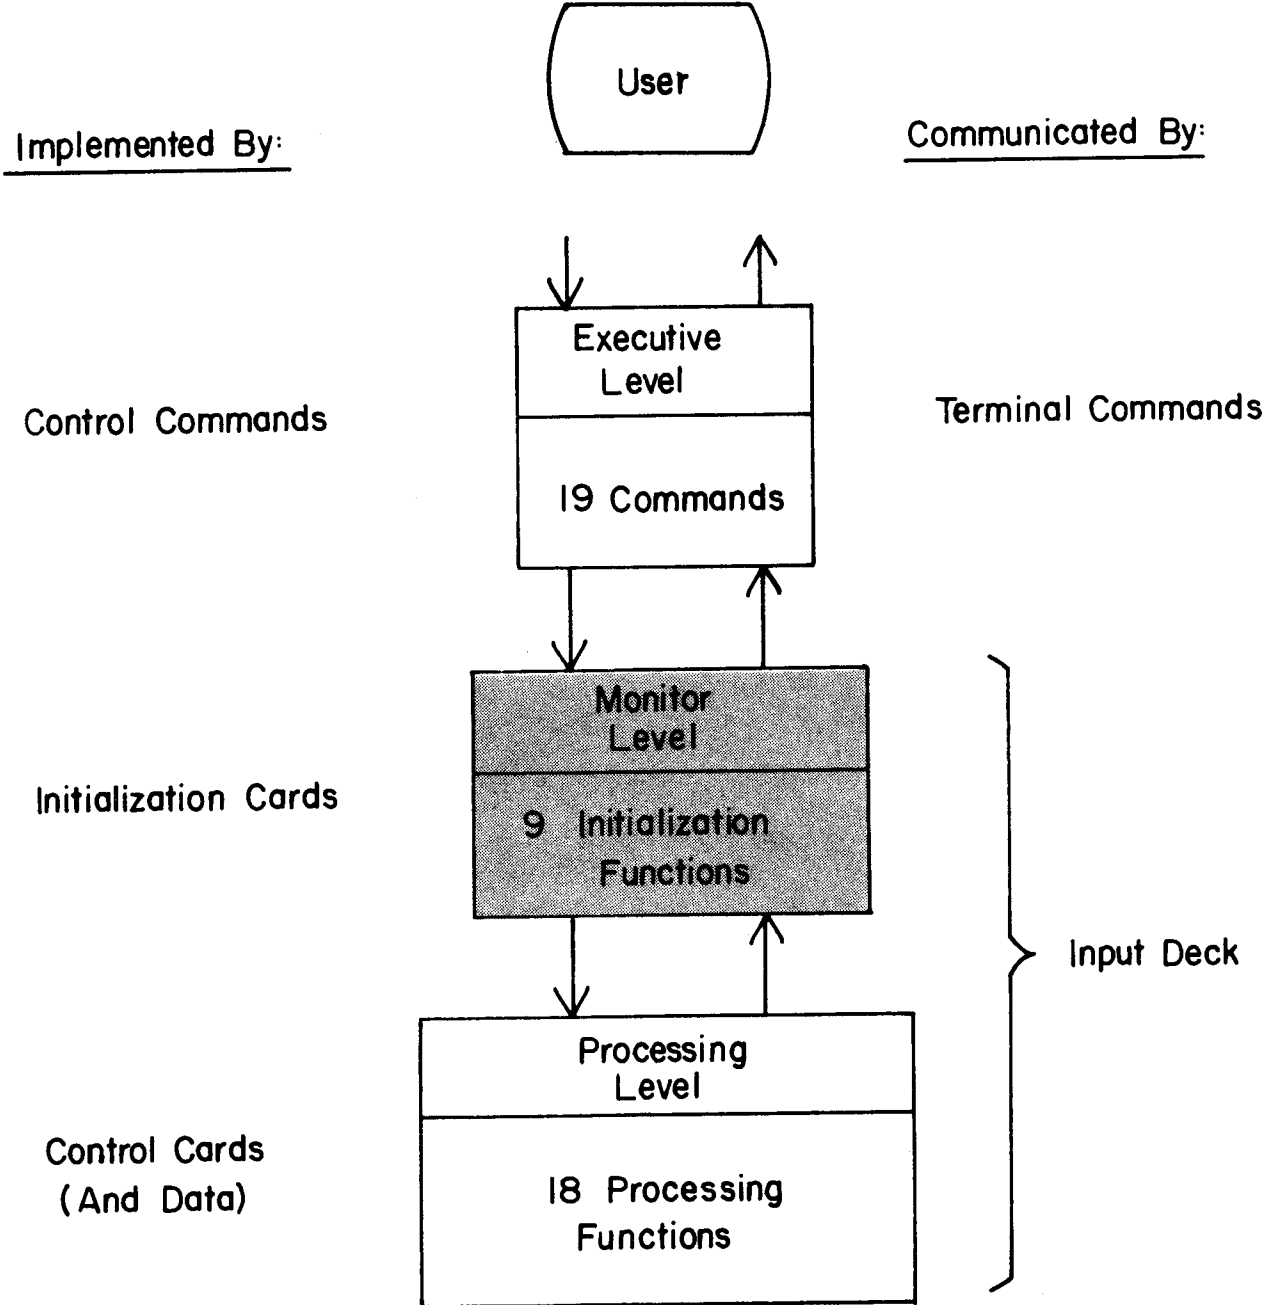 User
Implemented By:
Communicated By:
Executive
Level
Control Commands
Terminal Commands
19 Commands
Monitor
Level
Initialization Cards
9 Initialization
Functions
Input Deck
Processing
Level
Control Cards
(And Data)
18 Processing
Functions